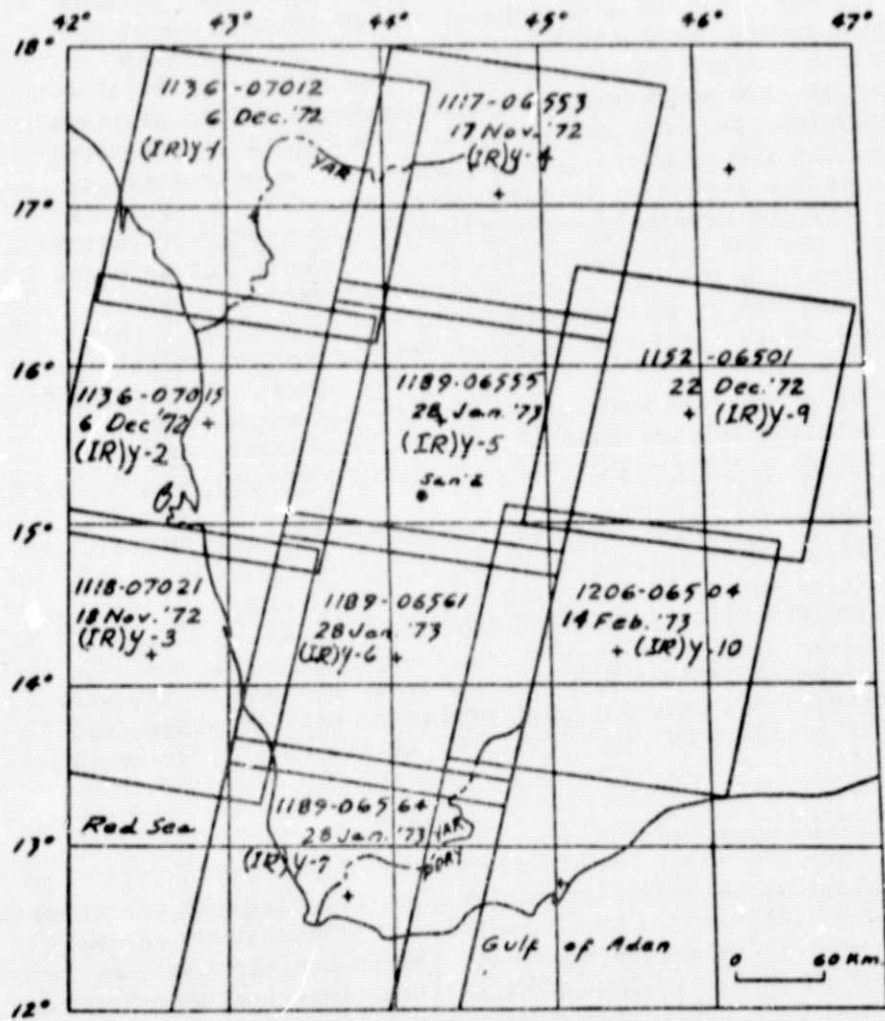 42° 43° 44° 45° 46° 47°
18°
1136-07012
6 Dec.'72
(IR)Y-1
1117-06553
17 Nov.'72
(IR)Y-4
YAR
17°
16°
1136-07015
6 Dec'72
(IR)Y-2
1189-06555
28 Jan.'73
(IR)Y-5
San'a
1152-06501
22 Dec.'72
(IR)Y-9
15°
1118-07021
18 Nov.'72
(IR)Y-3
1189-06561
28 Jan.'73
(IR)Y-6
1206-06504
14 Feb.'73
(IR)Y-10
14°
1189-06564
28 Jan.'73
(IR)Y-7
YAR
PDRY
Red Sea
13°
Gulf of Adan
0 60 Km.
12°